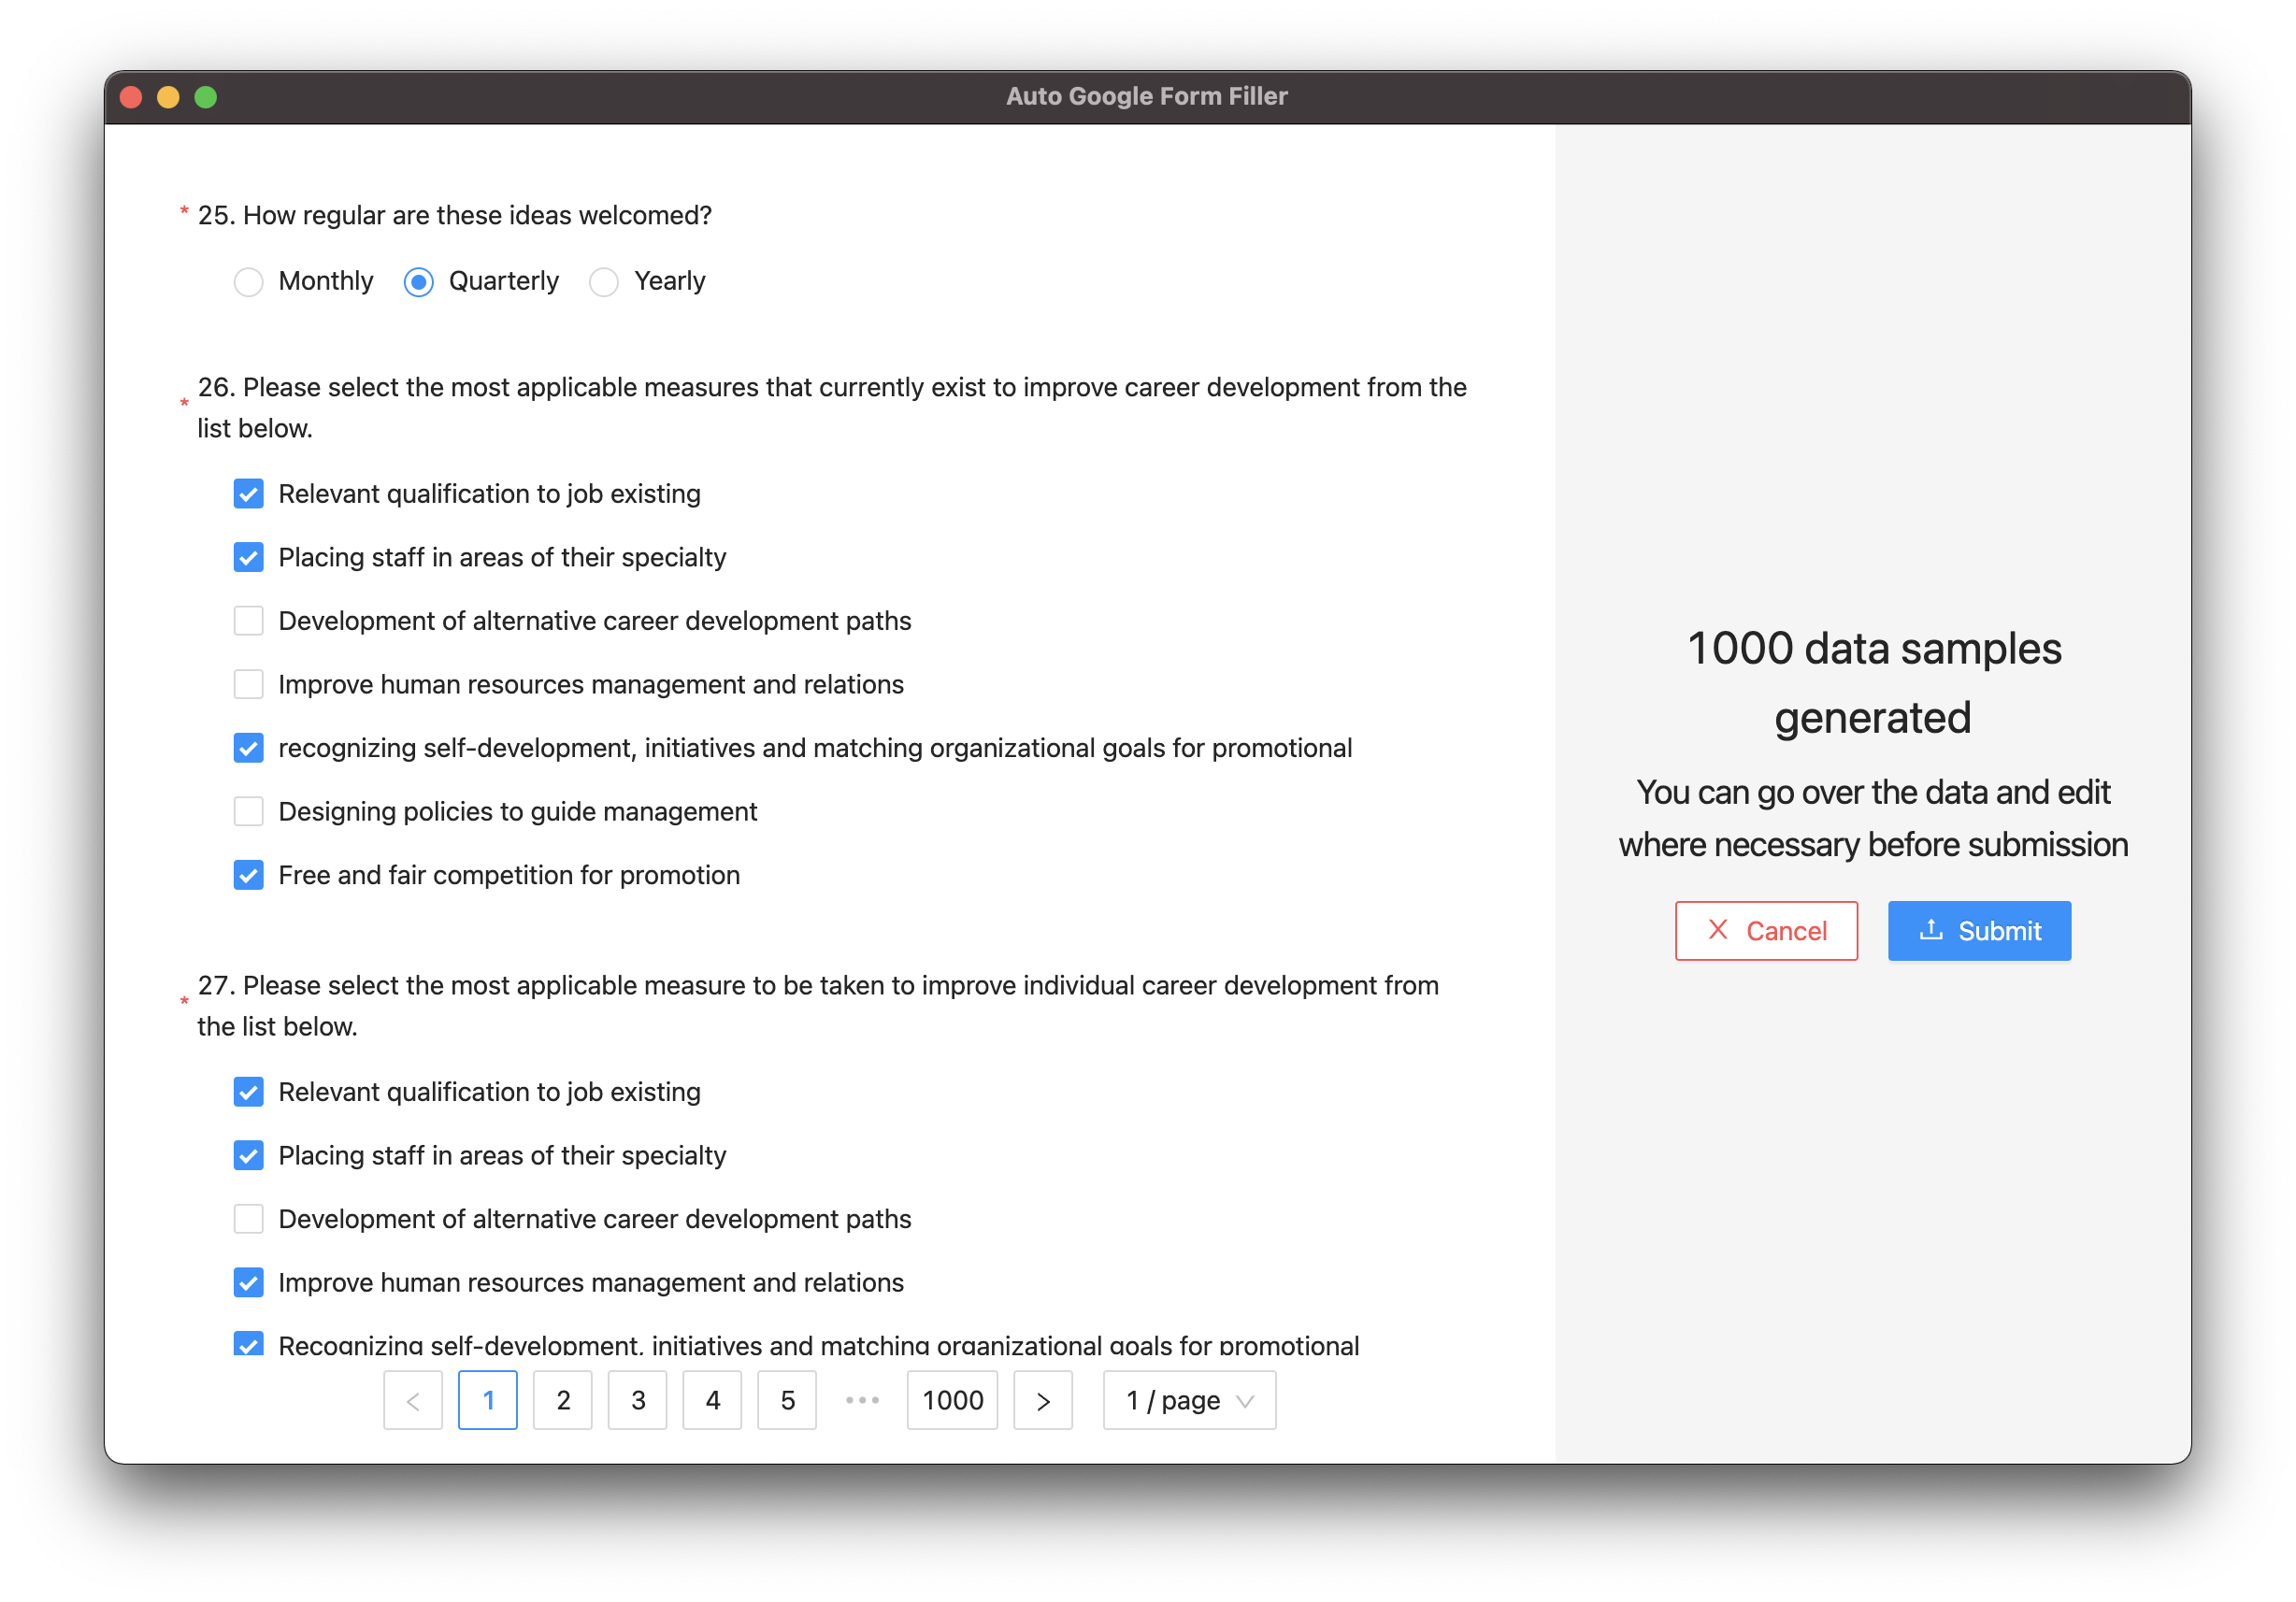 Auto Google Form Filler
* 25. How regular are these ideas welcomed?
Monthly Quarterly Yearly
* 26. Please select the most applicable measures that currently exist to improve career development from the
list below.
Relevant qualification to job existing
Placing staff in areas of their specialty
Development of alternative career development paths
Improve human resources management and relations
recognizing self-development, initiatives and matching organizational goals for promotional
Designing policies to guide management
Free and fair competition for promotion
* 27. Please select the most applicable measure to be taken to improve individual career development from
the list below.
Relevant qualification to job existing
Placing staff in areas of their specialty
Development of alternative career development paths
Improve human resources management and relations
Recognizing self-development, initiatives and matching organizational goals for promotional
< 1 2 3 4 5 ••• 1000 > 1 / page
1000 data samples
generated
You can go over the data and edit
where necessary before submission
Cancel Submit